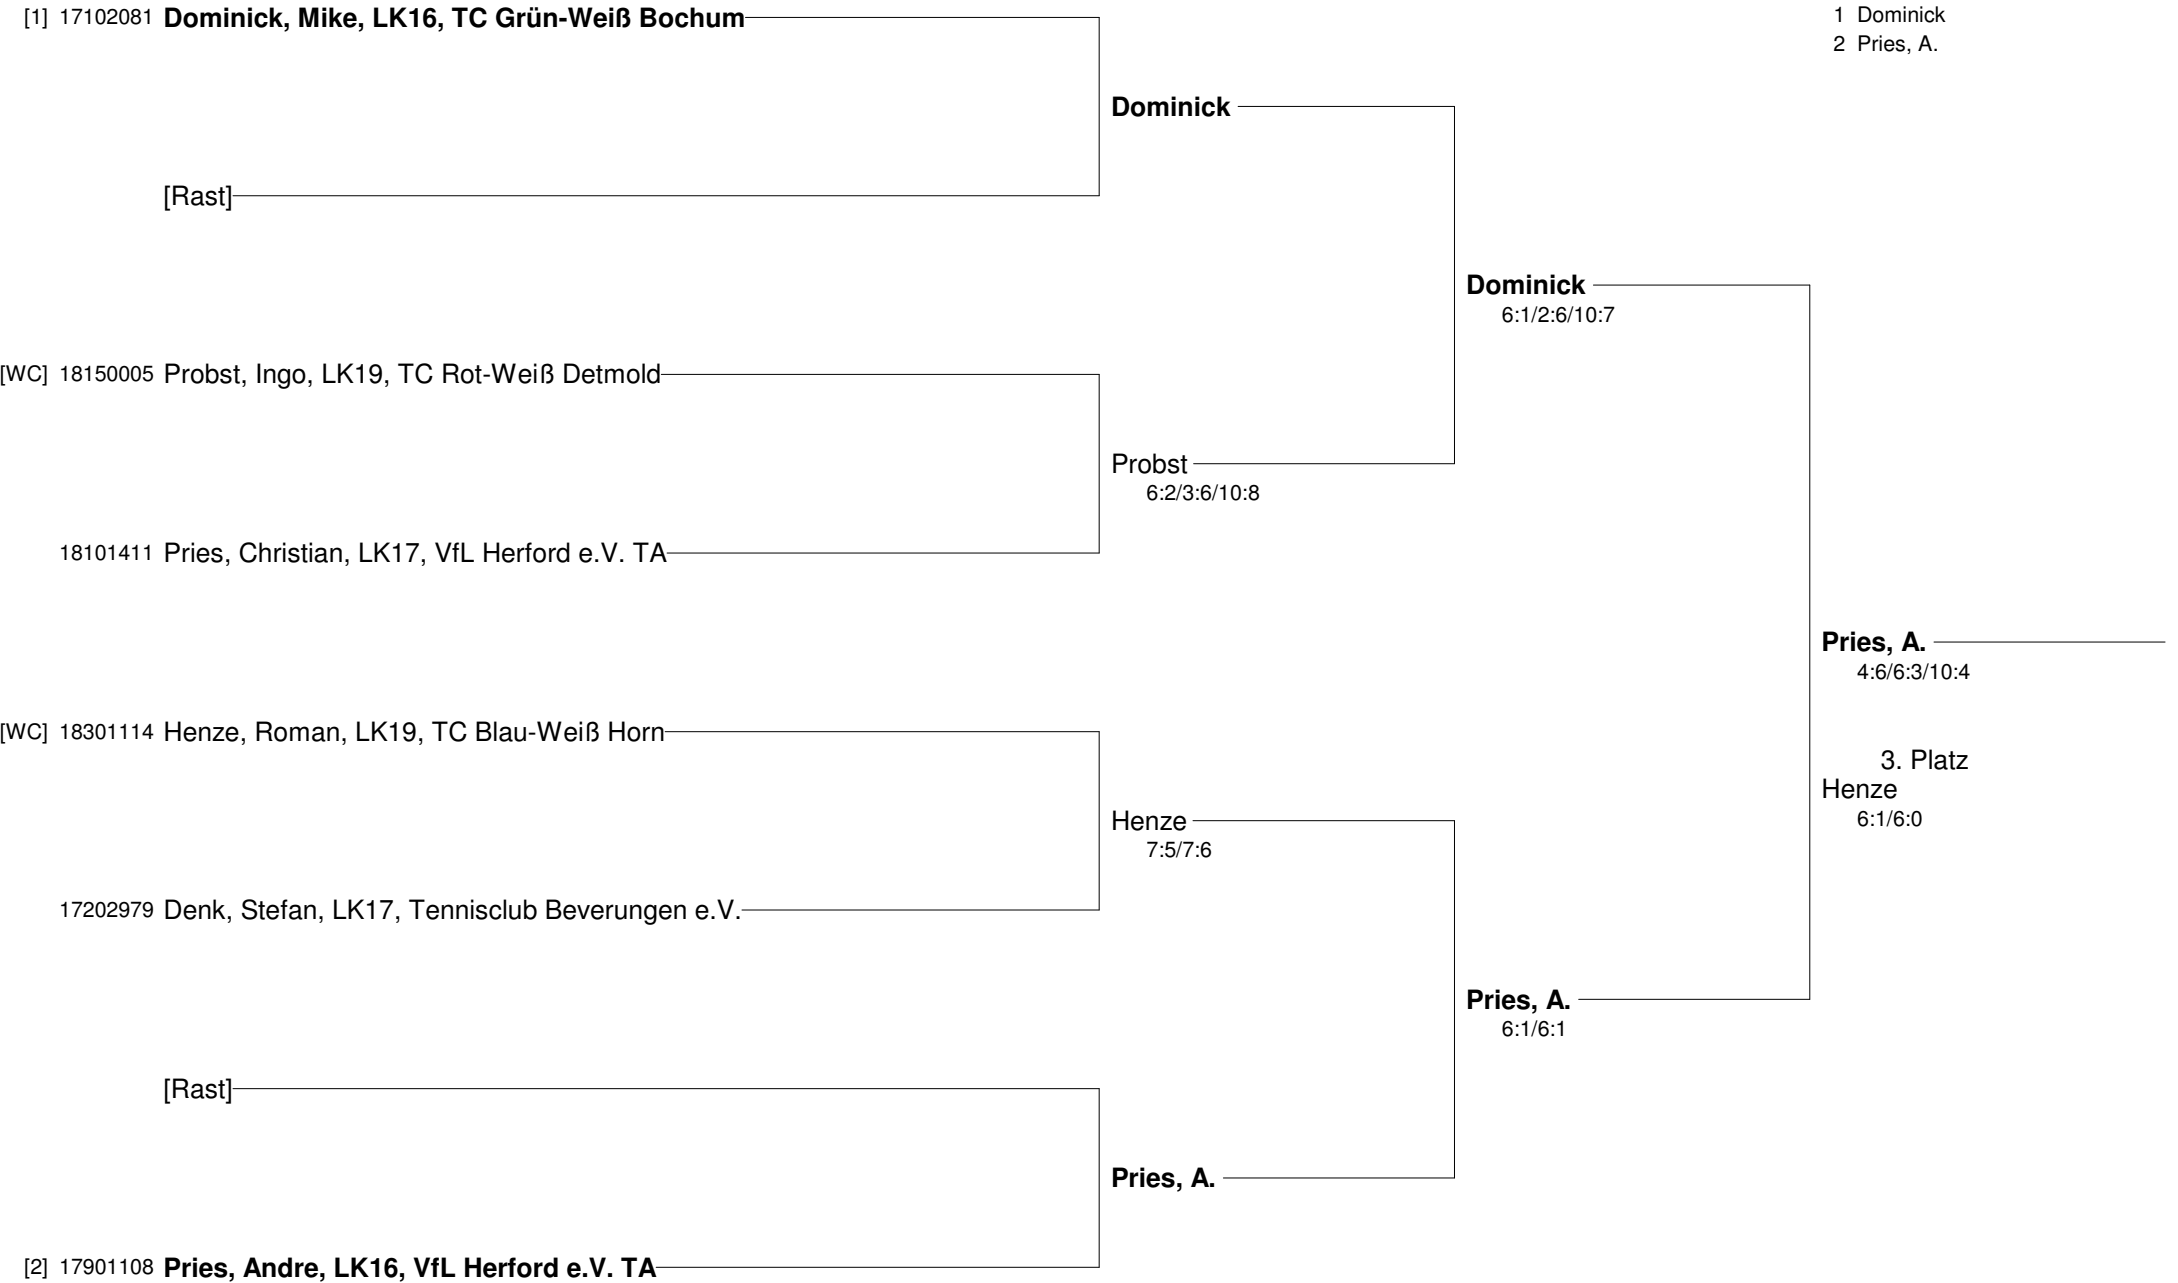 [1] 17102081 Dominick, Mike, LK16, TC Grün-Weiß Bochum
1 Dominick
2 Pries, A.
Dominick
[Rast]
Dominick
6:1/2:6/10:7
[WC] 18150005 Probst, Ingo, LK19, TC Rot-Weiß Detmold
Probst
6:2/3:6/10:8
18101411 Pries, Christian, LK17, VfL Herford e.V. TA
Pries, A.
4:6/6:3/10:4
[WC] 18301114 Henze, Roman, LK19, TC Blau-Weiß Horn
3. Platz
Henze
6:1/6:0
Henze
7:5/7:6
17202979 Denk, Stefan, LK17, Tennisclub Beverungen e.V.
Pries, A.
6:1/6:1
[Rast]
Pries, A.
[2] 17901108 Pries, Andre, LK16, VfL Herford e.V. TA